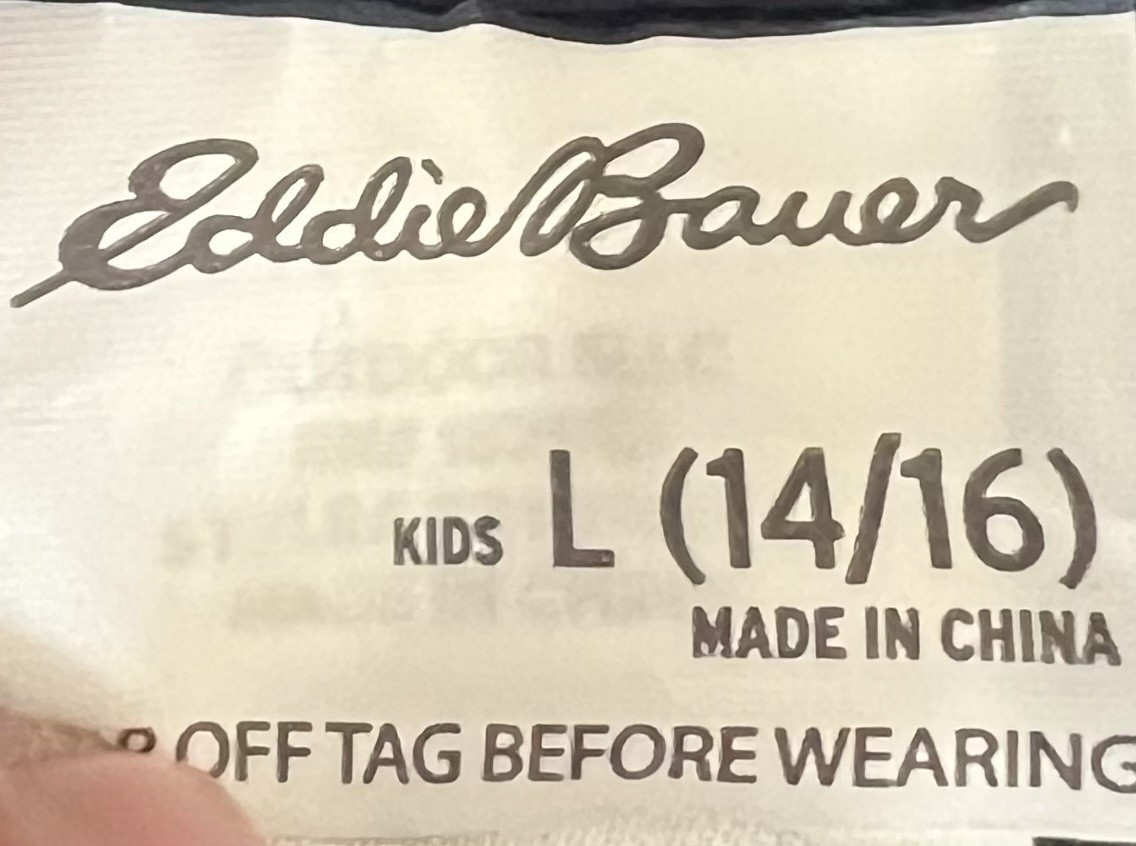 Eddie Bauer
KIDS L (14/16)
MADE IN CHINA
OFF TAG BEFORE WEARING